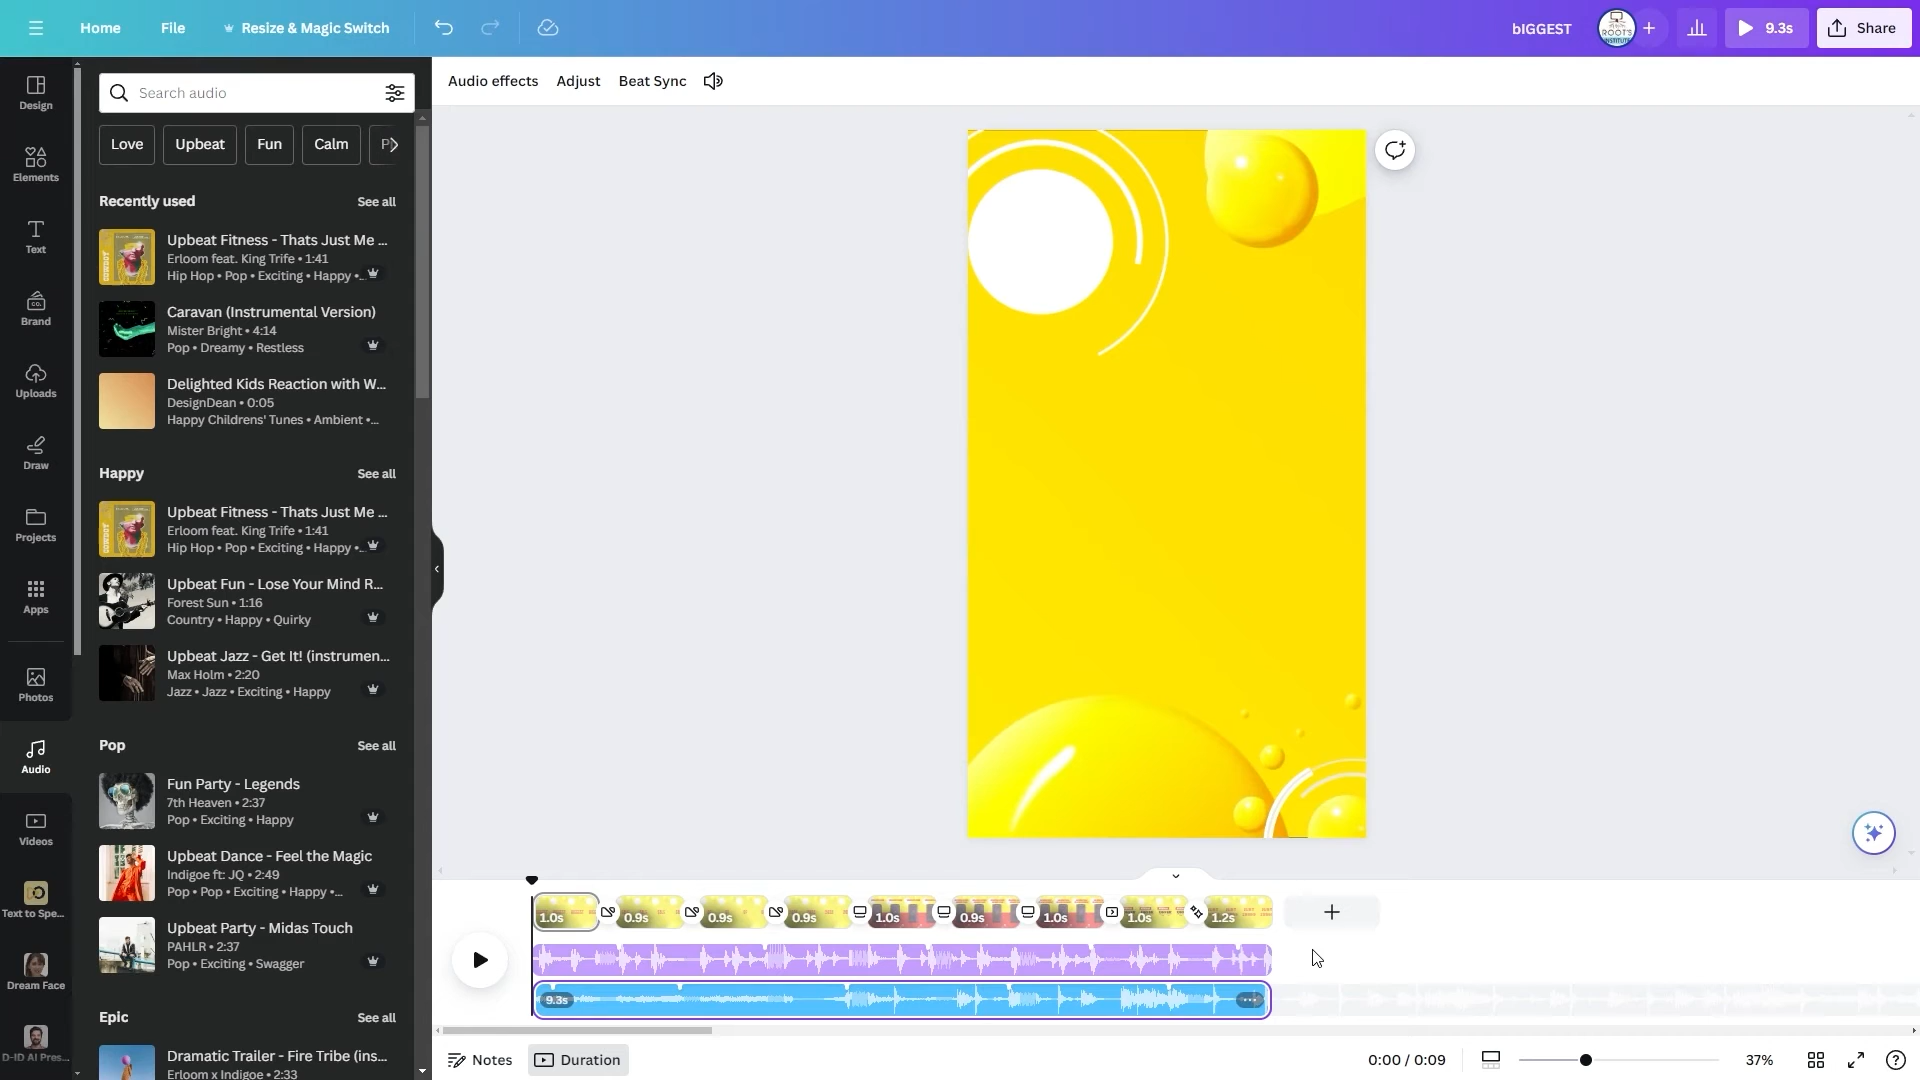 Home
File
Resize & Magic Switch
bIGGEST
9.3s
Share
Audio effects
Adjust
Beat Sync
Design
Elements
Text
Brand
Uploads
Draw
Projects
Apps
Photos
Audio
Videos
Text to Spe...
Dream Face
D-ID AI Pres...
Search audio
Love
Upbeat
Fun
Calm
Recently used
See all
Upbeat Fitness - Thats Just Me ...
Erloom feat. King Trife • 1:41
Hip Hop • Pop • Exciting • Happy •...
Caravan (Instrumental Version)
Mister Bright • 4:14
Pop • Dreamy • Restless
Delighted Kids Reaction with W...
DesignDean • 0:05
Happy Childrens' Tunes • Ambient •...
Happy
See all
Upbeat Fitness - Thats Just Me ...
Erloom feat. King Trife • 1:41
Hip Hop • Pop • Exciting • Happy •...
Upbeat Fun - Lose Your Mind R...
Forest Sun • 1:16
Country • Happy • Quirky
Upbeat Jazz - Get It! (instrumen...
Max Holm • 2:20
Jazz • Jazz • Exciting • Happy
Pop
See all
Fun Party - Legends
7th Heaven • 2:37
Pop • Exciting • Happy
Upbeat Dance - Feel the Magic
Indigoe ft: JQ • 2:49
Pop • Pop • Exciting • Happy •...
Upbeat Party - Midas Touch
PAHLR • 2:37
Pop • Exciting • Swagger
Epic
See all
Dramatic Trailer - Fire Tribe (ins...
Erloom x Indigoe • 2:33
1.0s
0.9s
0.9s
0.9s
1.0s
0.9s
1.0s
1.0s
1.2s
9.3s
Notes
Duration
0:00 / 0:09
37%